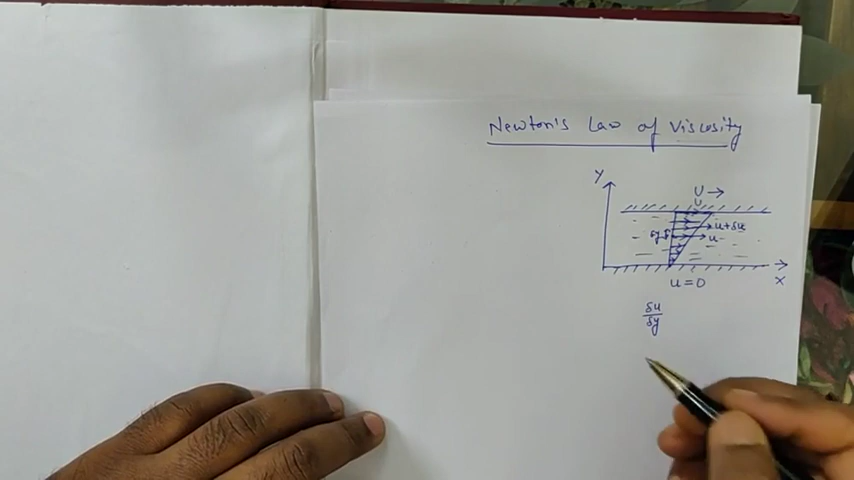 Newton's Law of Viscosity
Y
U →
U
u+δu
δy
u
u=0
X
δu
δy